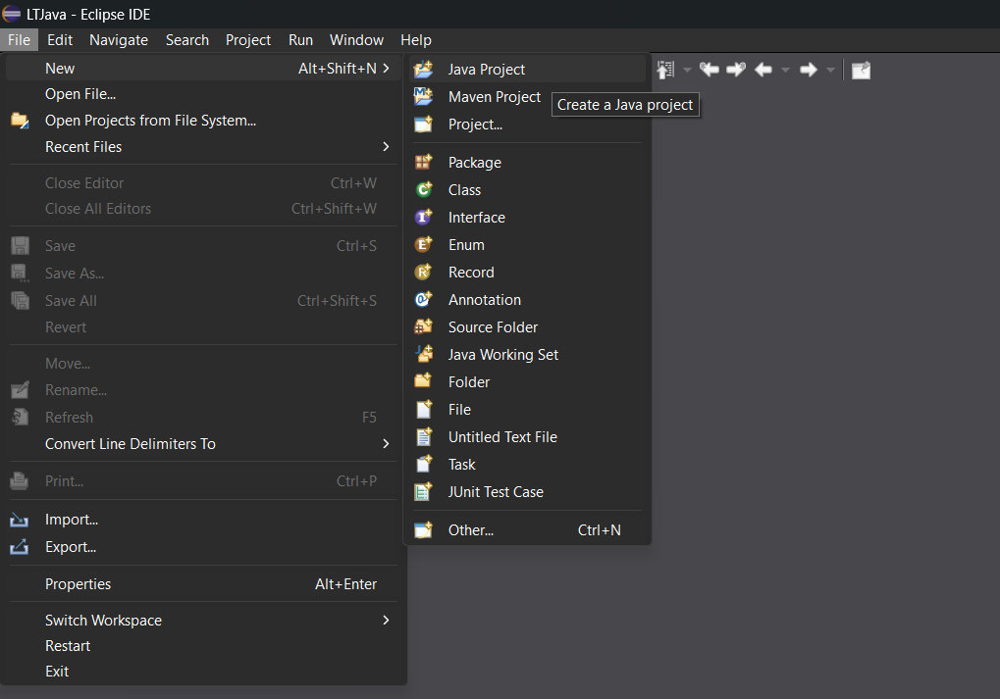 LTJava - Eclipse IDE
File Edit Navigate Search Project Run Window Help
New Alt+Shift+N
Open File...
Open Projects from File System...
Recent Files
Close Editor Ctrl+W
Close All Editors Ctrl+Shift+W
Save Ctrl+S
Save As...
Save All Ctrl+Shift+S
Revert
Move...
Rename...
Refresh F5
Convert Line Delimiters To
Print... Ctrl+P
Import...
Export...
Properties Alt+Enter
Switch Workspace
Restart
Exit
Java Project
Maven Project
Project...
Package
Class
Interface
Enum
Record
Annotation
Source Folder
Java Working Set
Folder
File
Untitled Text File
Task
JUnit Test Case
Other... Ctrl+N
Create a Java project